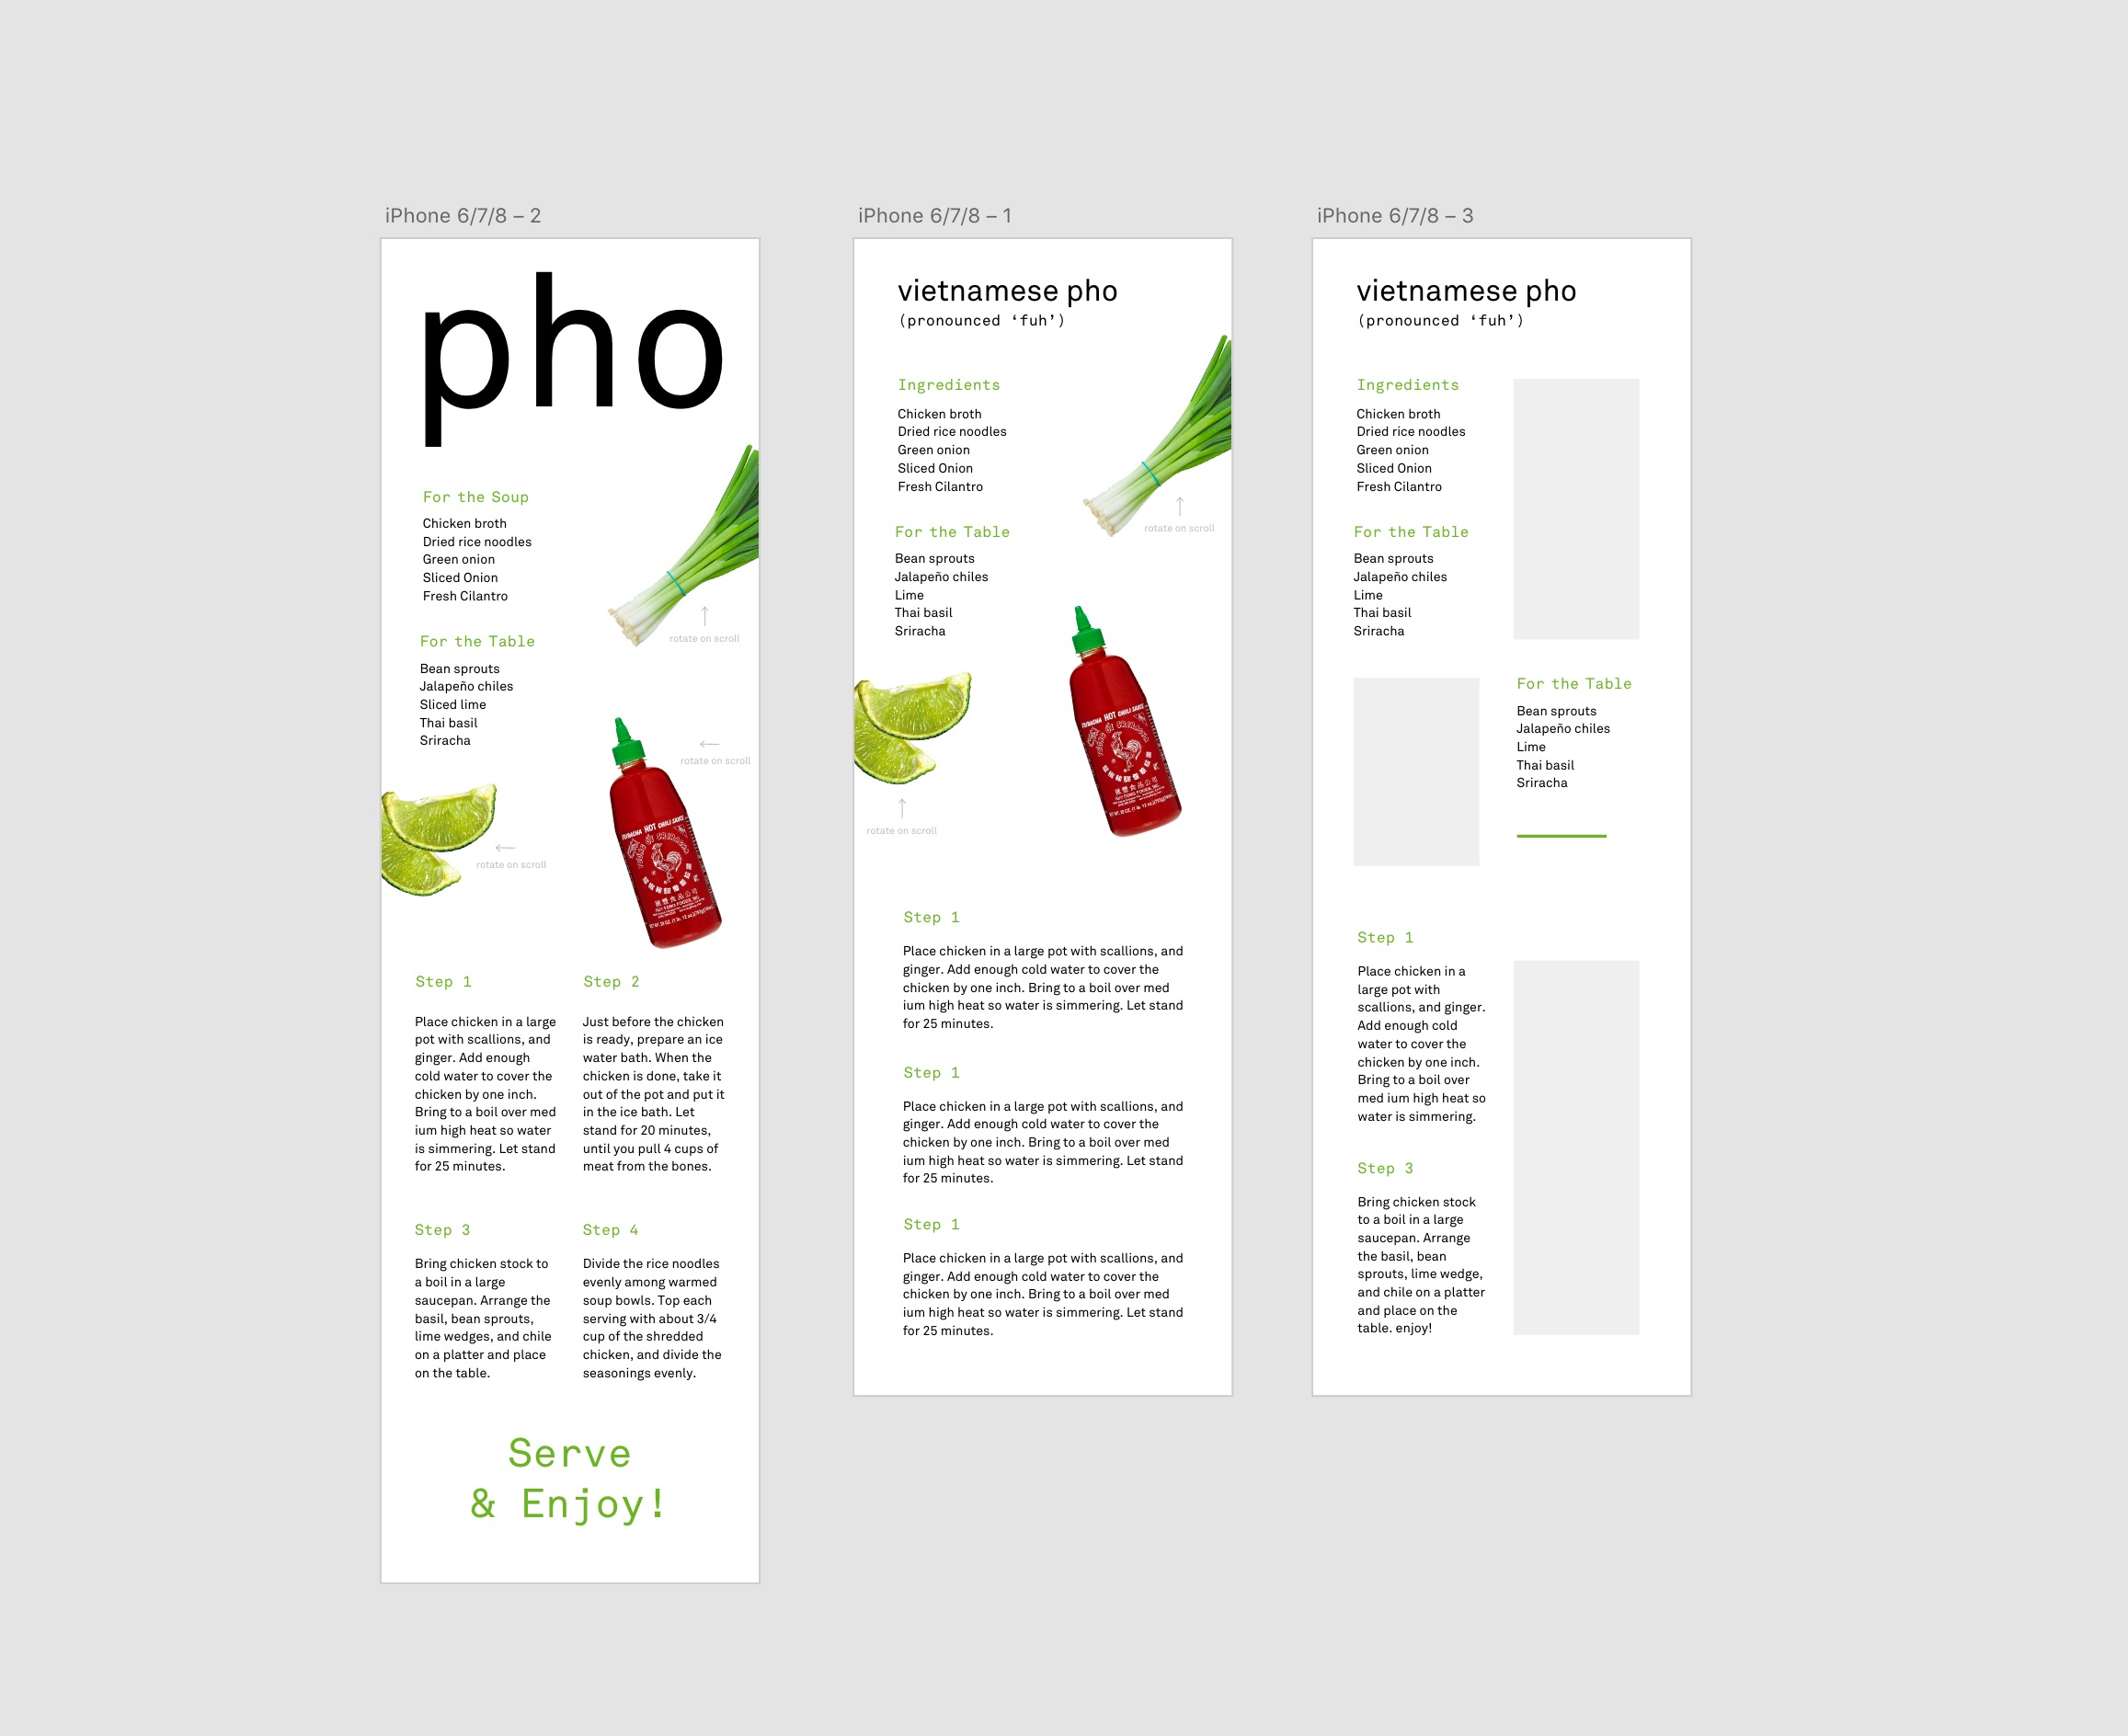 iPhone 6/7/8 – 2
pho
For the Soup
Chicken broth
Dried rice noodles
Green onion
Sliced Onion
Fresh Cilantro
rotate on scroll
For the Table
Bean sprouts
Jalapeño chiles
Sliced lime
Thai basil
Sriracha
rotate on scroll
rotate on scroll
SRIRACHA HOT CHILI SAUCE
Step 1
Place chicken in a large
pot with scallions, and
ginger. Add enough
cold water to cover the
chicken by one inch.
Bring to a boil over med
ium high heat so water
is simmering. Let stand
for 25 minutes.
Step 2
Just before the chicken
is ready, prepare an ice
water bath. When the
chicken is done, take it
out of the pot and put it
in the ice bath. Let
stand for 20 minutes,
until you pull 4 cups of
meat from the bones.
Step 3
Bring chicken stock to
a boil in a large
saucepan. Arrange the
basil, bean sprouts,
lime wedges, and chile
on a platter and place
on the table.
Step 4
Divide the rice noodles
evenly among warmed
soup bowls. Top each
serving with about 3/4
cup of the shredded
chicken, and divide the
seasonings evenly.
Serve
& Enjoy!
iPhone 6/7/8 – 1
vietnamese pho
(pronounced ‘fuh’)
Ingredients
Chicken broth
Dried rice noodles
Green onion
Sliced Onion
Fresh Cilantro
rotate on scroll
For the Table
Bean sprouts
Jalapeño chiles
Lime
Thai basil
Sriracha
SRIRACHA HOT CHILI SAUCE
rotate on scroll
Step 1
Place chicken in a large pot with scallions, and
ginger. Add enough cold water to cover the
chicken by one inch. Bring to a boil over med
ium high heat so water is simmering. Let stand
for 25 minutes.
Step 1
Place chicken in a large pot with scallions, and
ginger. Add enough cold water to cover the
chicken by one inch. Bring to a boil over med
ium high heat so water is simmering. Let stand
for 25 minutes.
Step 1
Place chicken in a large pot with scallions, and
ginger. Add enough cold water to cover the
chicken by one inch. Bring to a boil over med
ium high heat so water is simmering. Let stand
for 25 minutes.
iPhone 6/7/8 – 3
vietnamese pho
(pronounced ‘fuh’)
Ingredients
Chicken broth
Dried rice noodles
Green onion
Sliced Onion
Fresh Cilantro
For the Table
Bean sprouts
Jalapeño chiles
Lime
Thai basil
Sriracha
For the Table
Bean sprouts
Jalapeño chiles
Lime
Thai basil
Sriracha
Step 1
Place chicken in a
large pot with
scallions, and ginger.
Add enough cold
water to cover the
chicken by one inch.
Bring to a boil over
med ium high heat so
water is simmering.
Step 3
Bring chicken stock
to a boil in a large
saucepan. Arrange
the basil, bean
sprouts, lime wedge,
and chile on a platter
and place on the
table. enjoy!